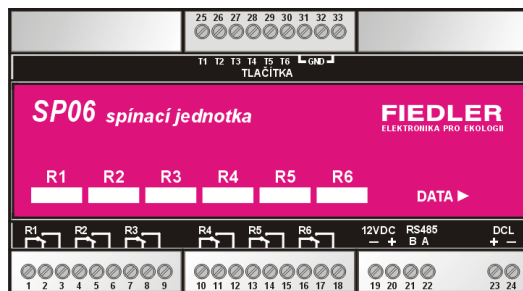 25 26 27 28 29 30 31 32 33
T1 T2 T3 T4 T5 T6 GND
TLAČÍTKA
SP06 spínací jednotka
FIEDLER
ELEKTRONIKA PRO EKOLOGII
R1 R2 R3 R4 R5 R6
DATA
R1 R2 R3 R4 R5 R6 12VDC RS485 DCL
– + B A + –
1 2 3 4 5 6 7 8 9 10 11 12 13 14 15 16 17 18 19 20 21 22 23 24